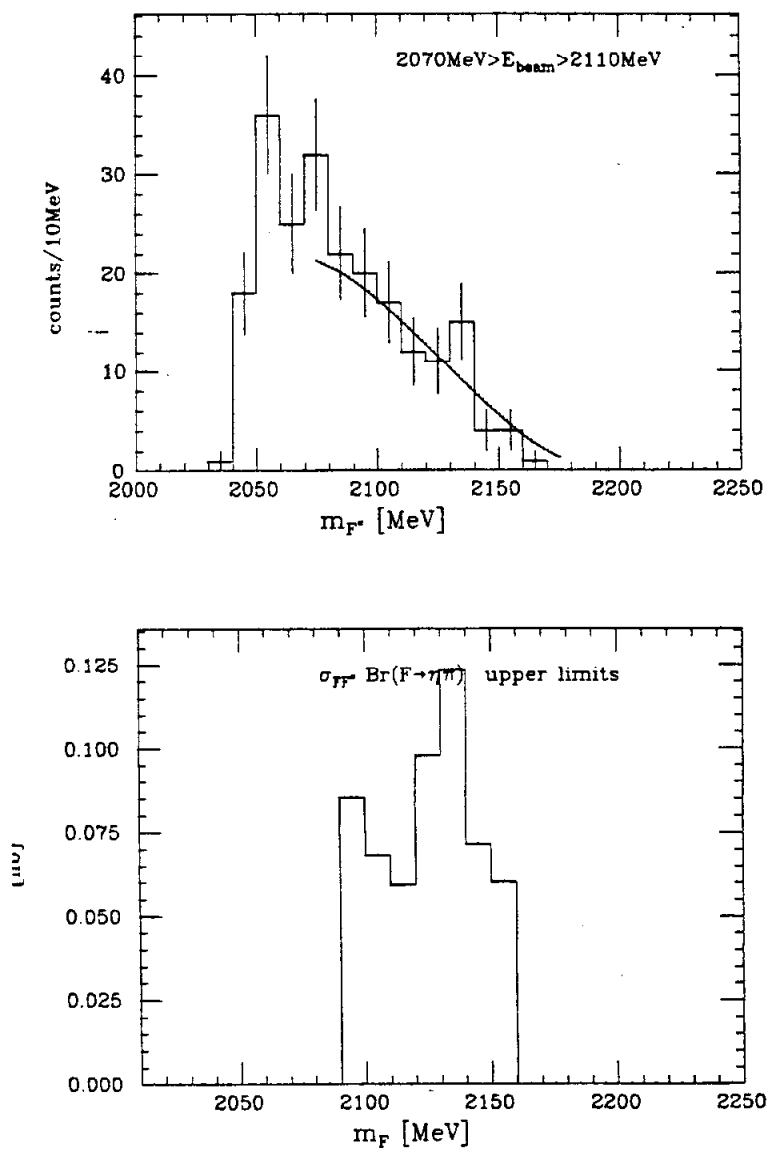 2070MeV>E_beam>2110MeV
40
30
20
10
0
counts/10MeV
2000 2050 2100 2150 2200 2250
m_F* [MeV]
σ_FF* Br(F→ηπ) upper limits
0.125
0.100
0.075
0.050
0.025
0.000
2050 2100 2150 2200 2250
m_F [MeV]